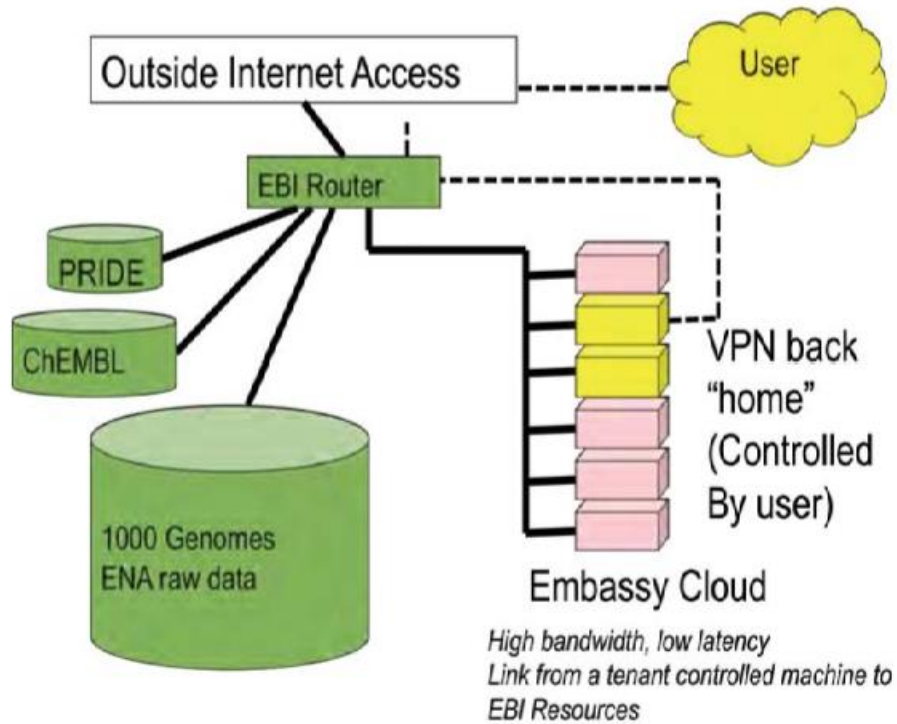 Outside Internet Access
User
EBI Router
PRIDE
ChEMBL
1000 Genomes
ENA raw data
VPN back
“home”
(Controlled
By user)
Embassy Cloud
High bandwidth, low latency
Link from a tenant controlled machine to
EBI Resources